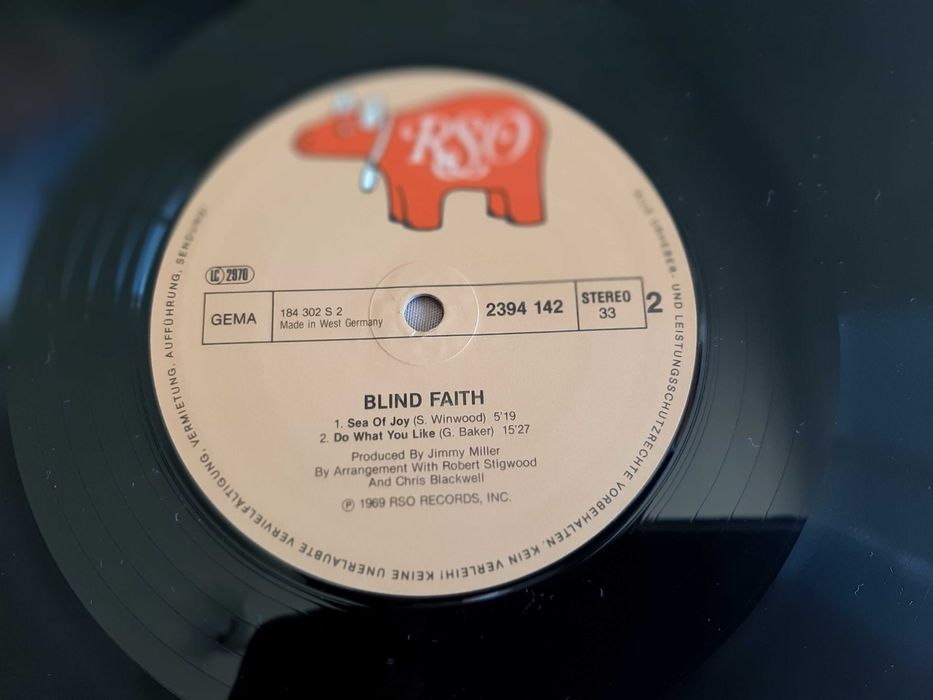 RSO
LC 2970
GEMA
184 302 S 2
Made in West Germany
2394 142
STEREO
33
2
BLIND FAITH
1. Sea Of Joy (S. Winwood) 5'19
2. Do What You Like (G. Baker) 15'27
Produced By Jimmy Miller
By Arrangement With Robert Stigwood
And Chris Blackwell
℗ 1969 RSO RECORDS, INC.
URHEBER- UND LEISTUNGSSCHUTZRECHTE VORBEHALTEN. KEIN VERLEIH! KEINE UNERLAUBTE VERVIELFÄLTIGUNG, VERMIETUNG, AUFFÜHRUNG, SENDUNG!